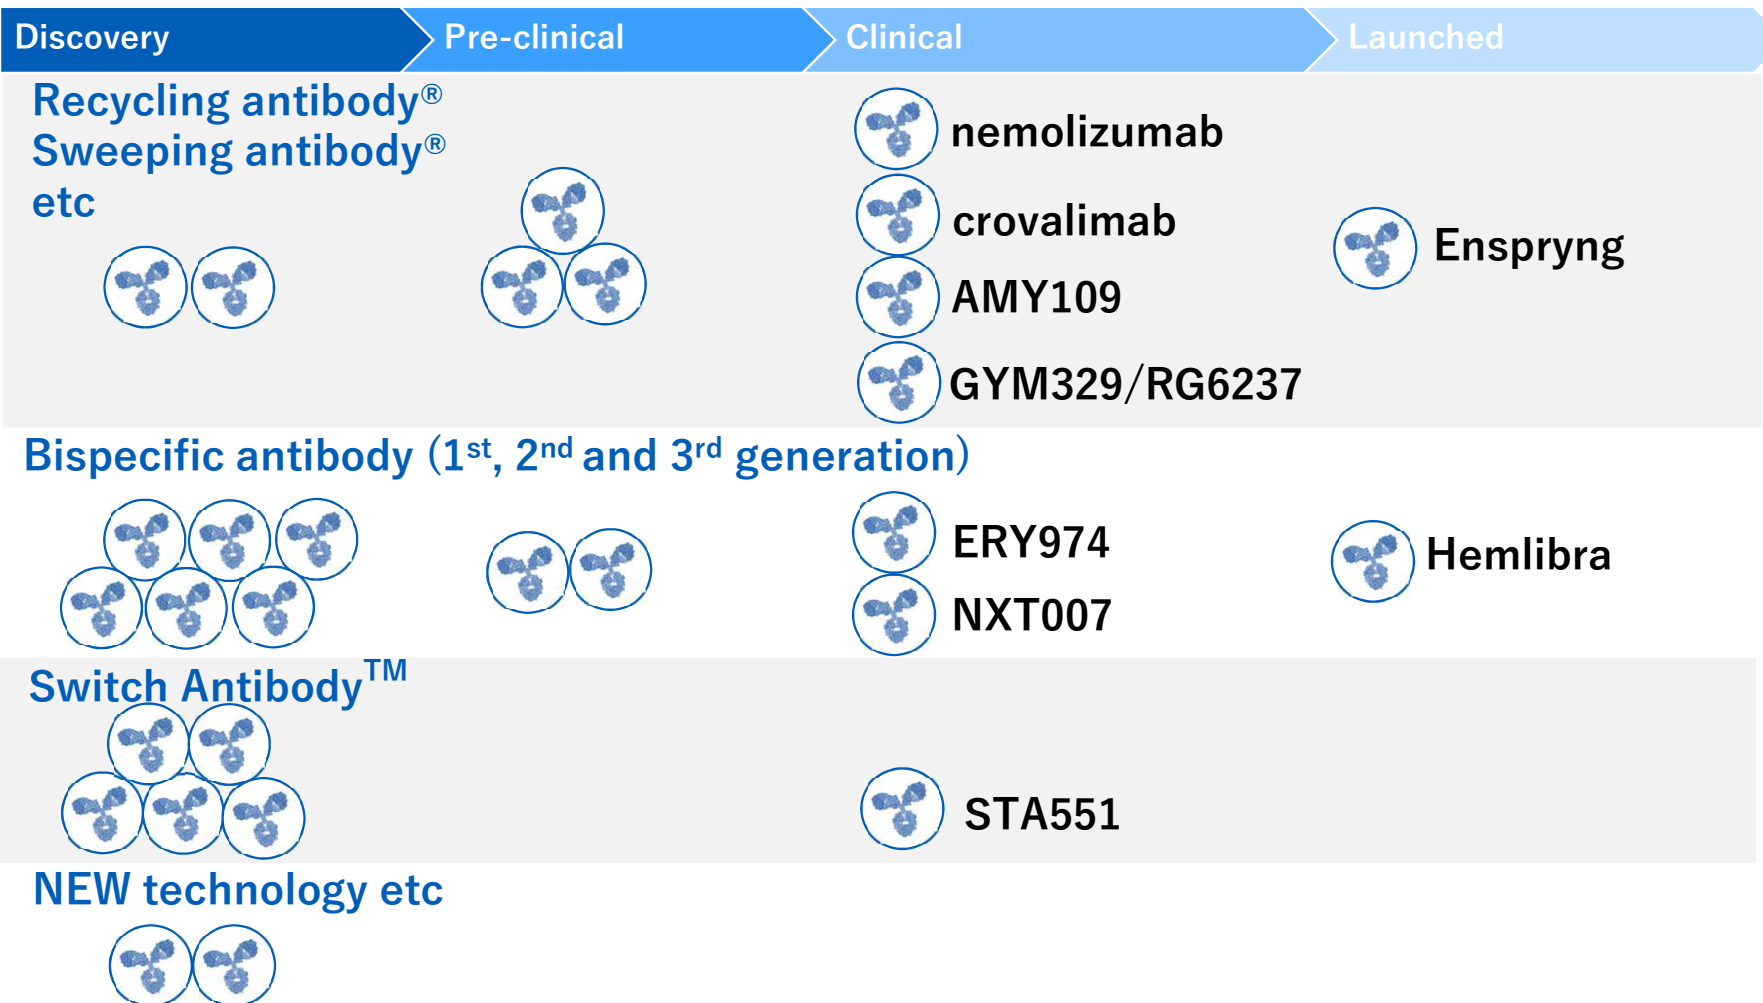 Discovery
Pre-clinical
Clinical
Launched
Recycling antibody®
Sweeping antibody®
etc
nemolizumab
crovalimab
AMY109
GYM329/RG6237
Enspryng
Bispecific antibody (1st, 2nd and 3rd generation)
ERY974
NXT007
Hemlibra
Switch Antibody™
STA551
NEW technology etc